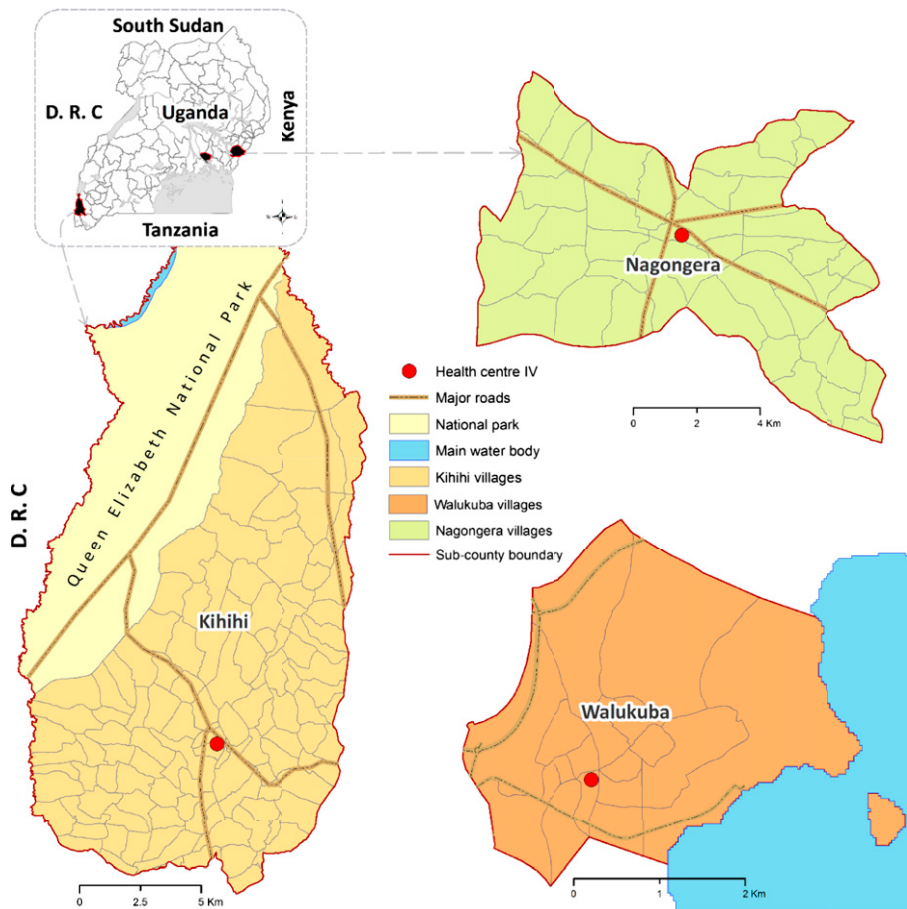 South Sudan
D. R. C
Uganda
Kenya
Tanzania
Queen Elizabeth National Park
D. R. C
Kihihi
0 2.5 5 Km
Nagongera
0 2 4 Km
Health centre IV
Major roads
National park
Main water body
Kihihi villages
Walukuba villages
Nagongera villages
Sub-county boundary
Walukuba
0 1 2 Km